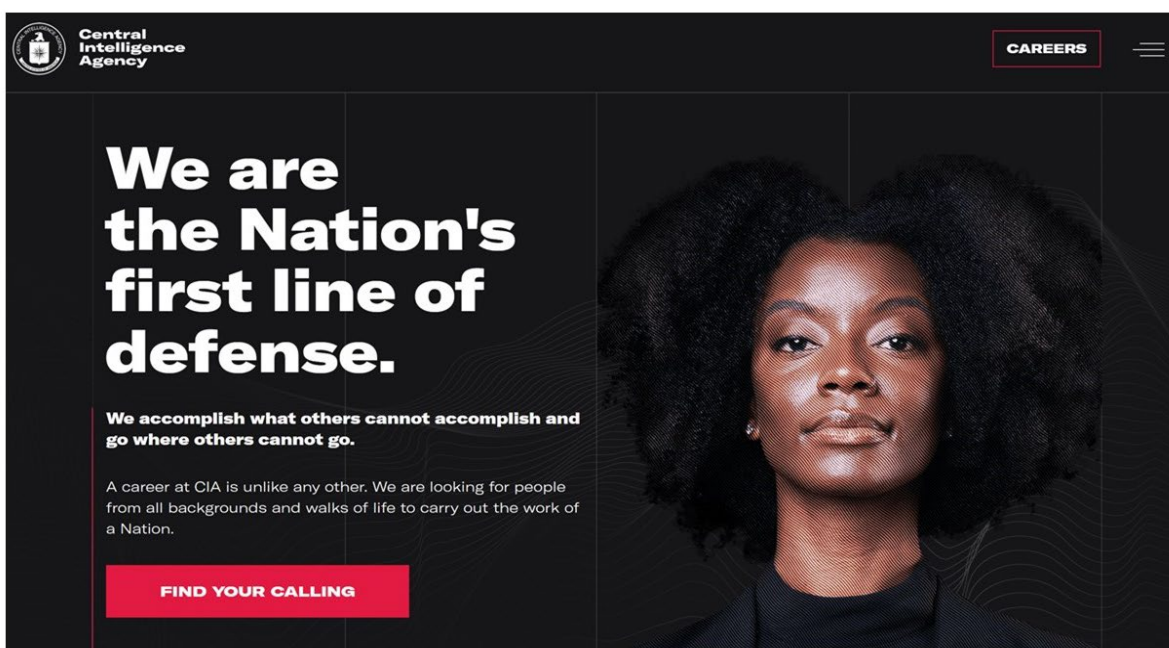 Central
Intelligence
Agency
CAREERS
We are
the Nation's
first line of
defense.
We accomplish what others cannot accomplish and
go where others cannot go.
A career at CIA is unlike any other. We are looking for people
from all backgrounds and walks of life to carry out the work of
a Nation.
FIND YOUR CALLING